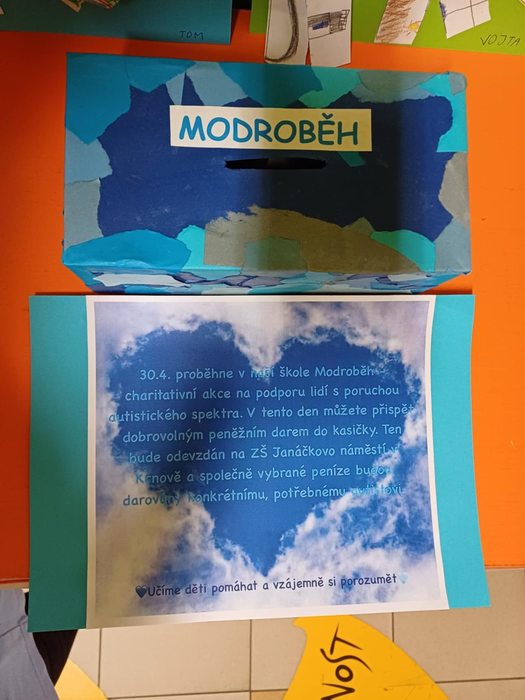 TOM
VOJTA
MODROBĚH
30.4. proběhne v naší škole Modroběh -
charitativní akce na podporu lidí s poruchou
autistického spektra. V tento den můžete přispět
dobrovolným peněžním darem do kasičky. Ten
bude odevzdán na ZŠ Janáčkovo náměstí v
Krnově a společně vybrané peníze budou
darovány konkrétnímu, potřebnému
Učíme děti pomáhat a vzájemně si porozumět